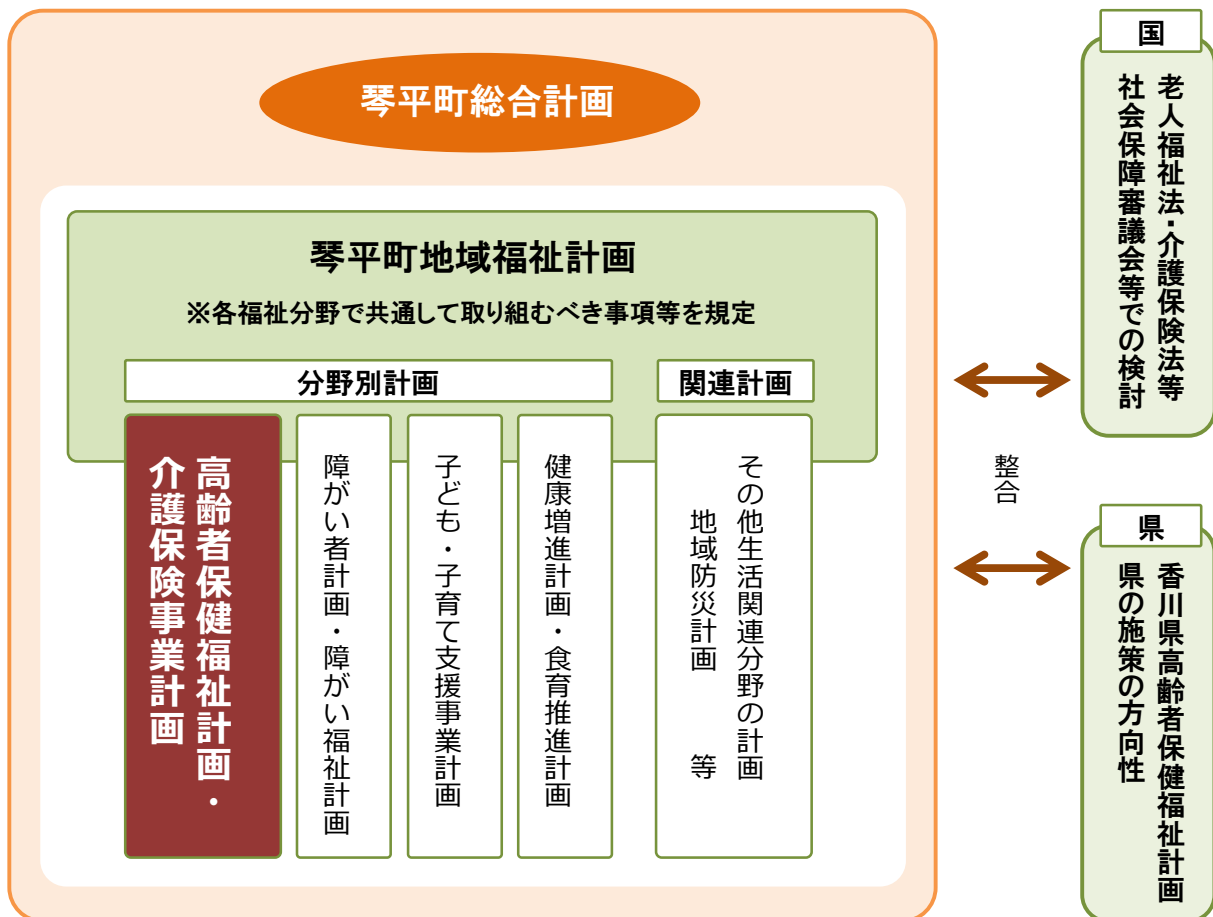 琴平町総合計画
琴平町地域福祉計画
※各福祉分野で共通して取り組むべき事項等を規定
分野別計画
高齢者保健福祉計画・
介護保険事業計画
障がい者計画・障がい福祉計画
子ども・子育て支援事業計画
健康増進計画・食育推進計画
関連計画
その他生活関連分野の計画
地域防災計画　等
整合
国
老人福祉法・介護保険法等
社会保障審議会等での検討
県
香川県高齢者保健福祉計画
県の施策の方向性